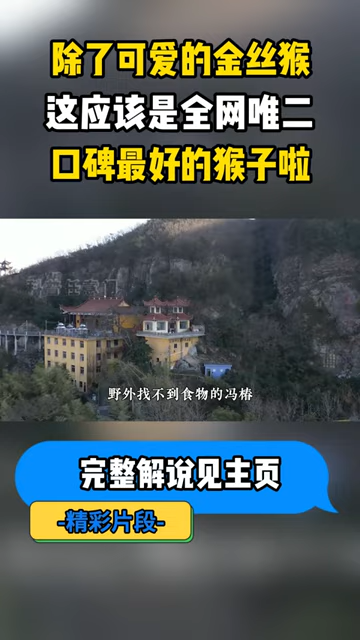 除了可爱的金丝猴
这应该是全网唯二
口碑最好的猴子啦
野外找不到食物的冯椿
完整解说见主页
-精彩片段-